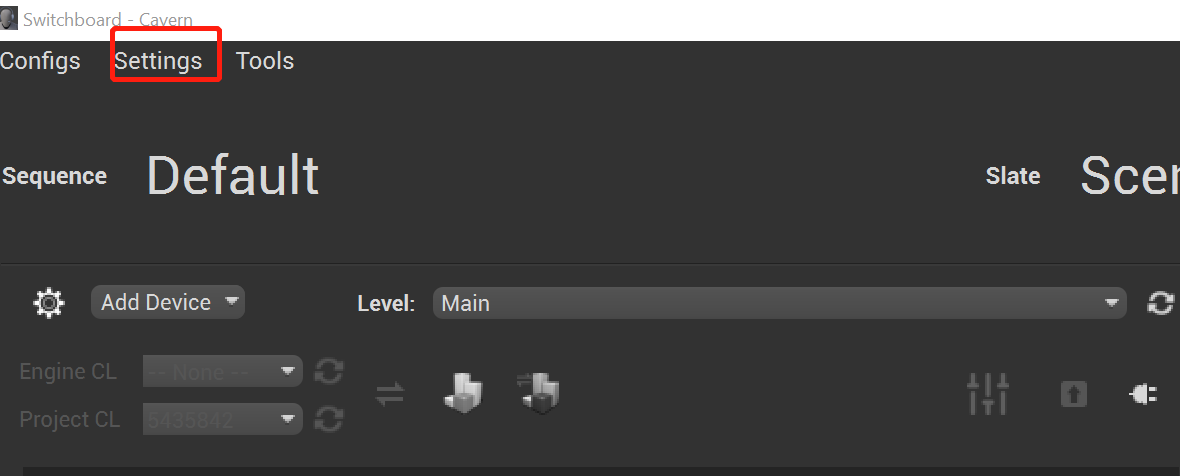 Switchboard - Cavern
Configs Settings Tools
Sequence Default Slate Scen
Add Device Level: Main
Engine CL -- None --
Project CL 5435842